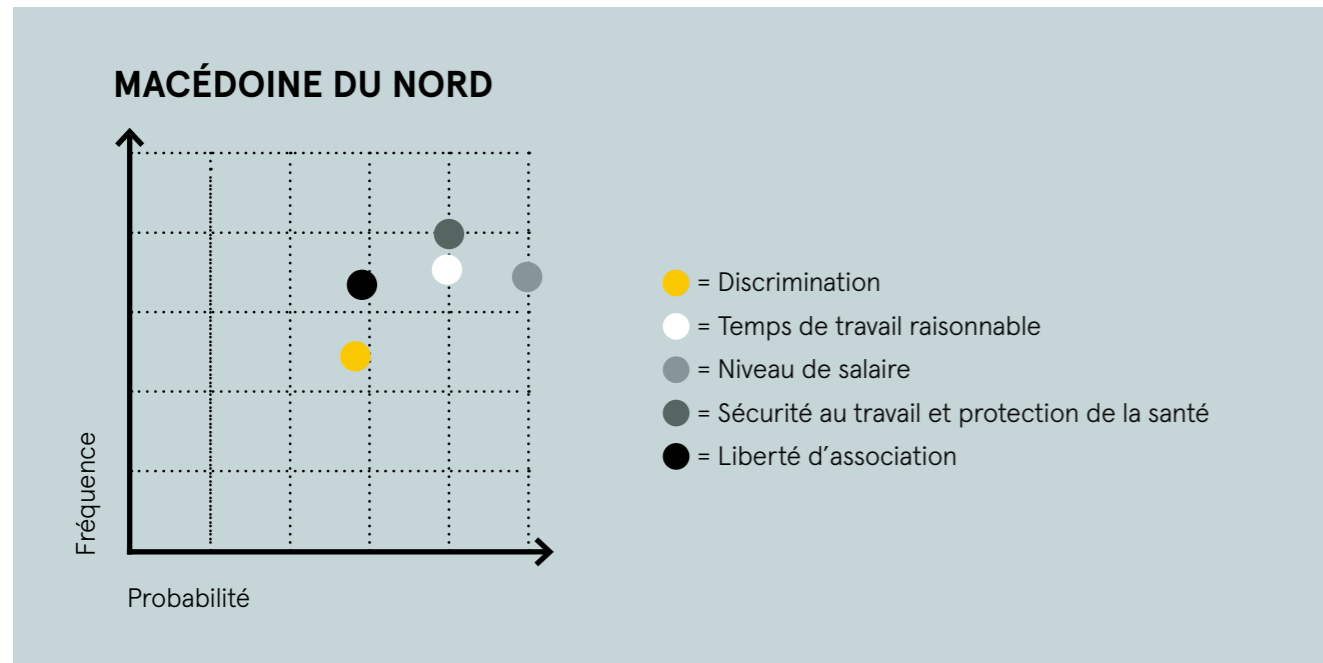 MACÉDOINE DU NORD
Fréquence
Probabilité
= Discrimination
= Temps de travail raisonnable
= Niveau de salaire
= Sécurité au travail et protection de la santé
= Liberté d’association